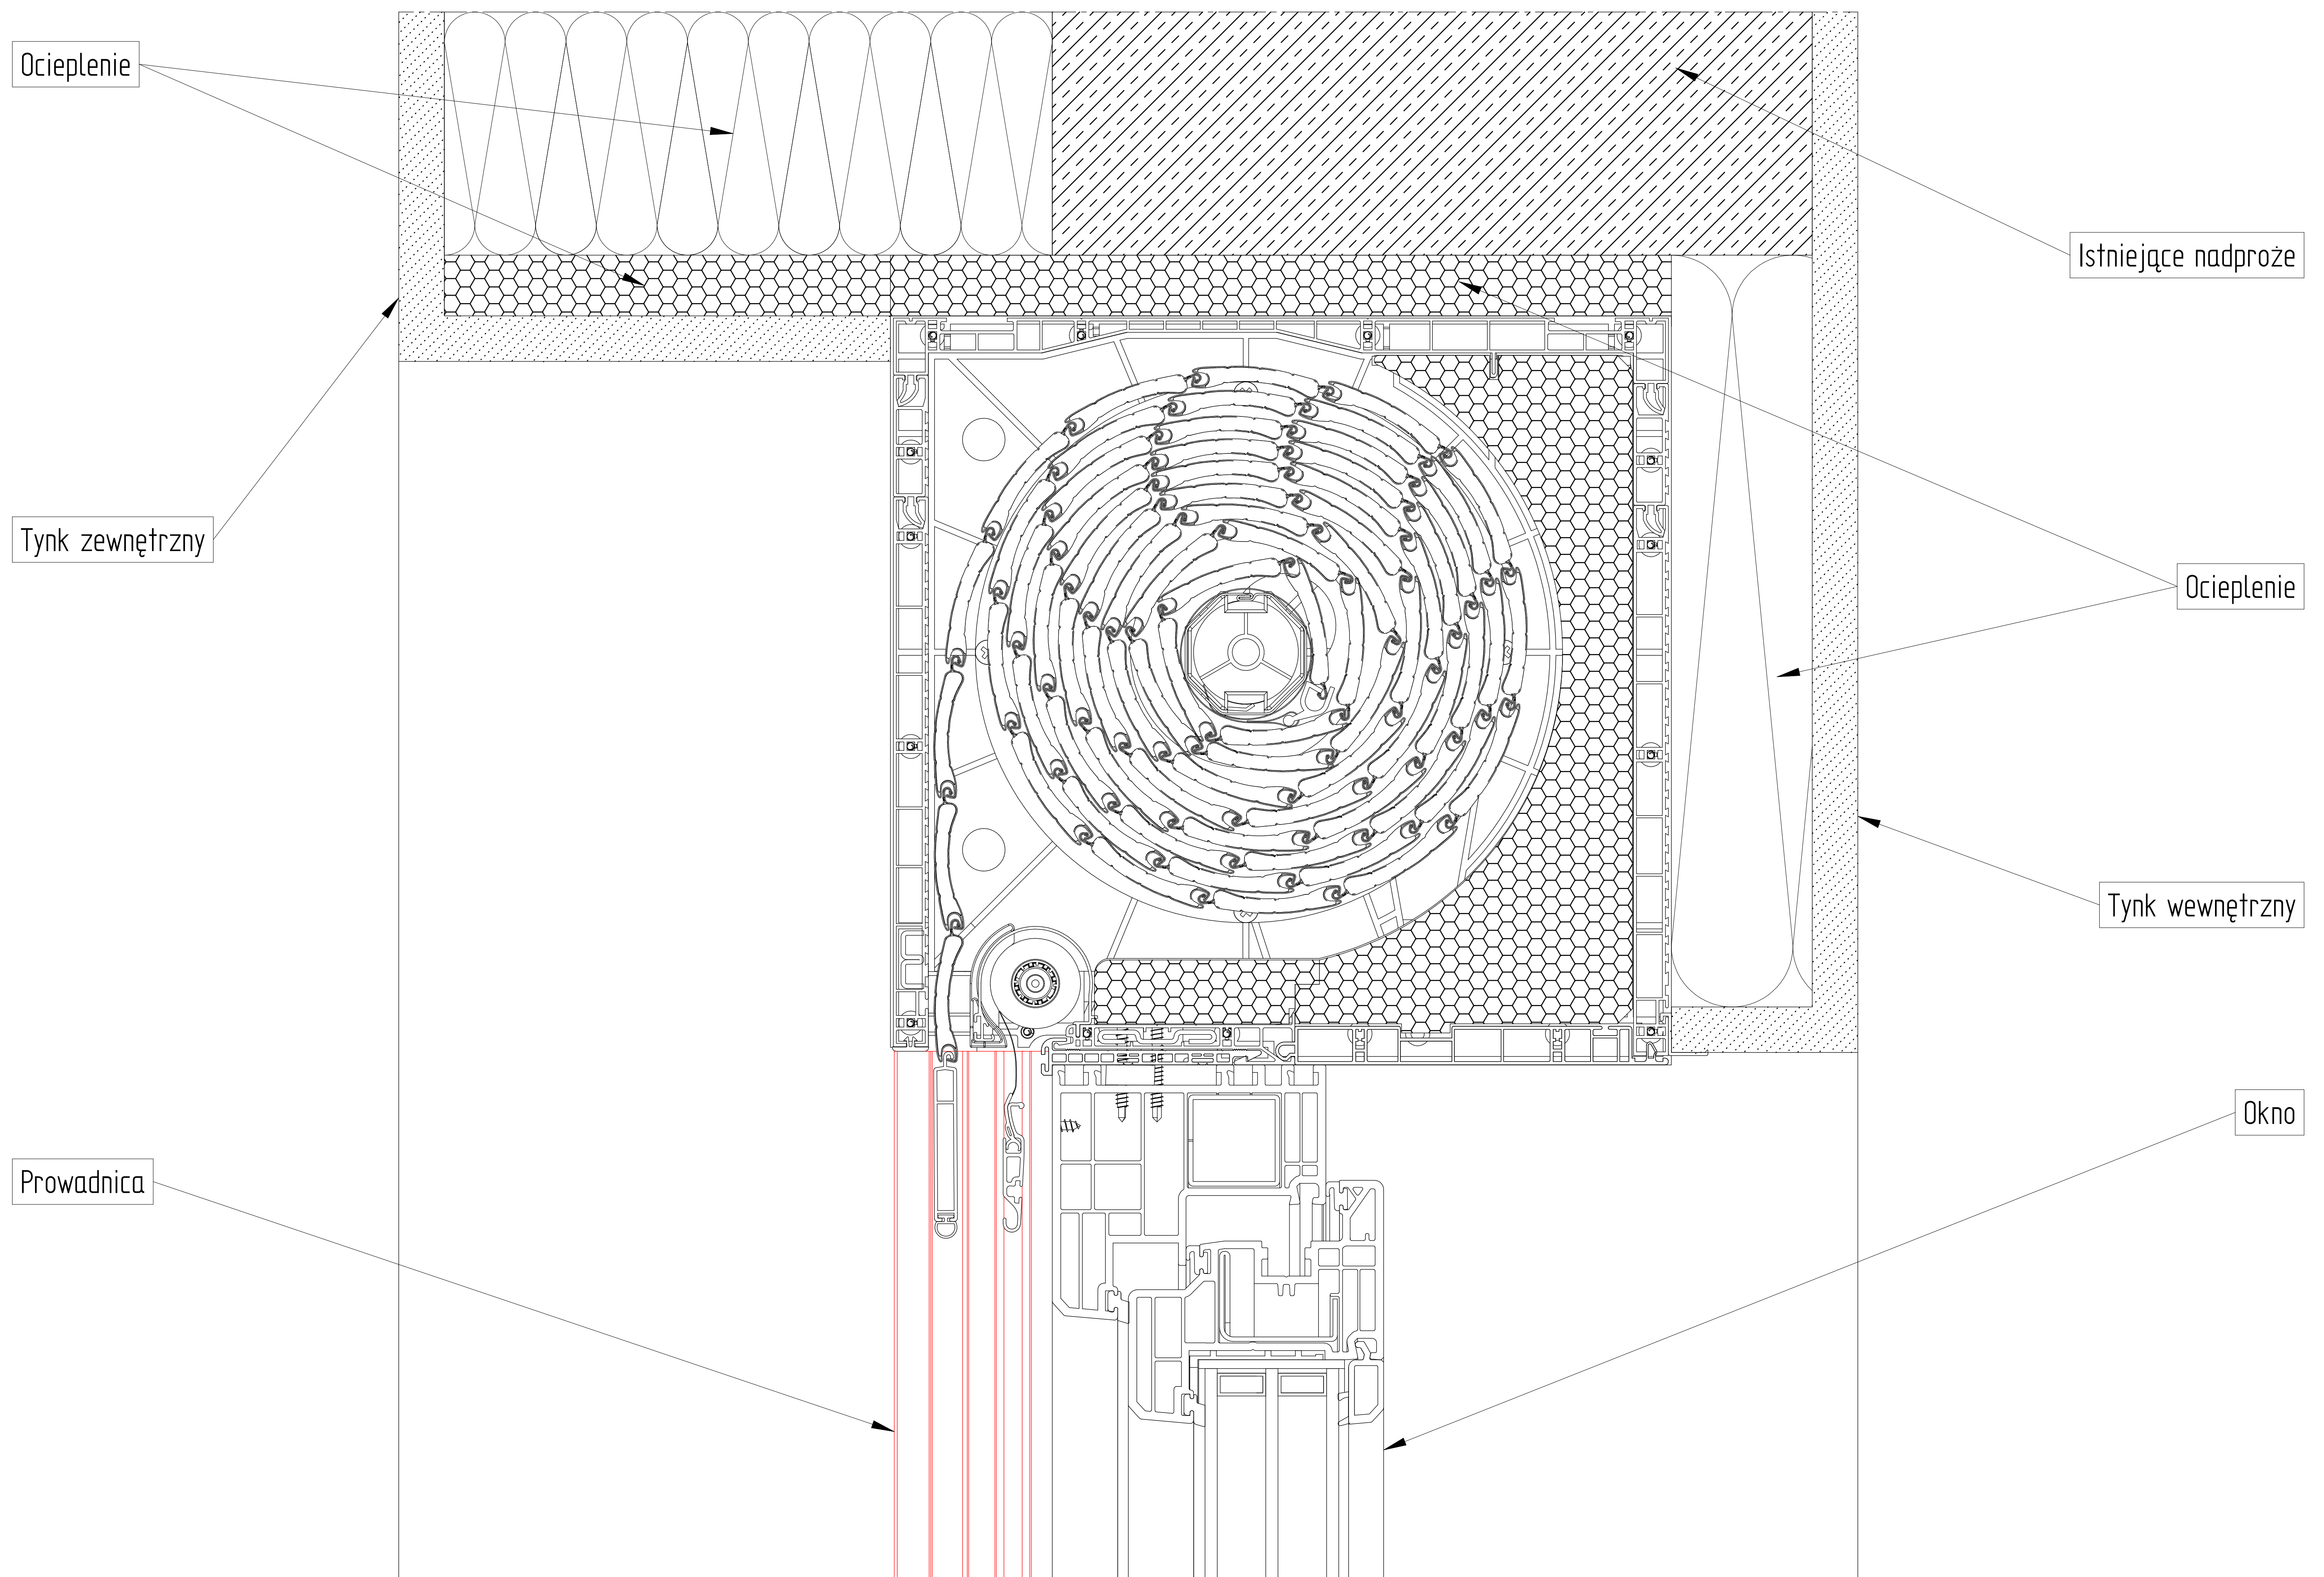 Ocieplenie
Istniejące nadproże
Tynk zewnętrzny
Ocieplenie
Tynk wewnętrzny
Okno
Prowadnica